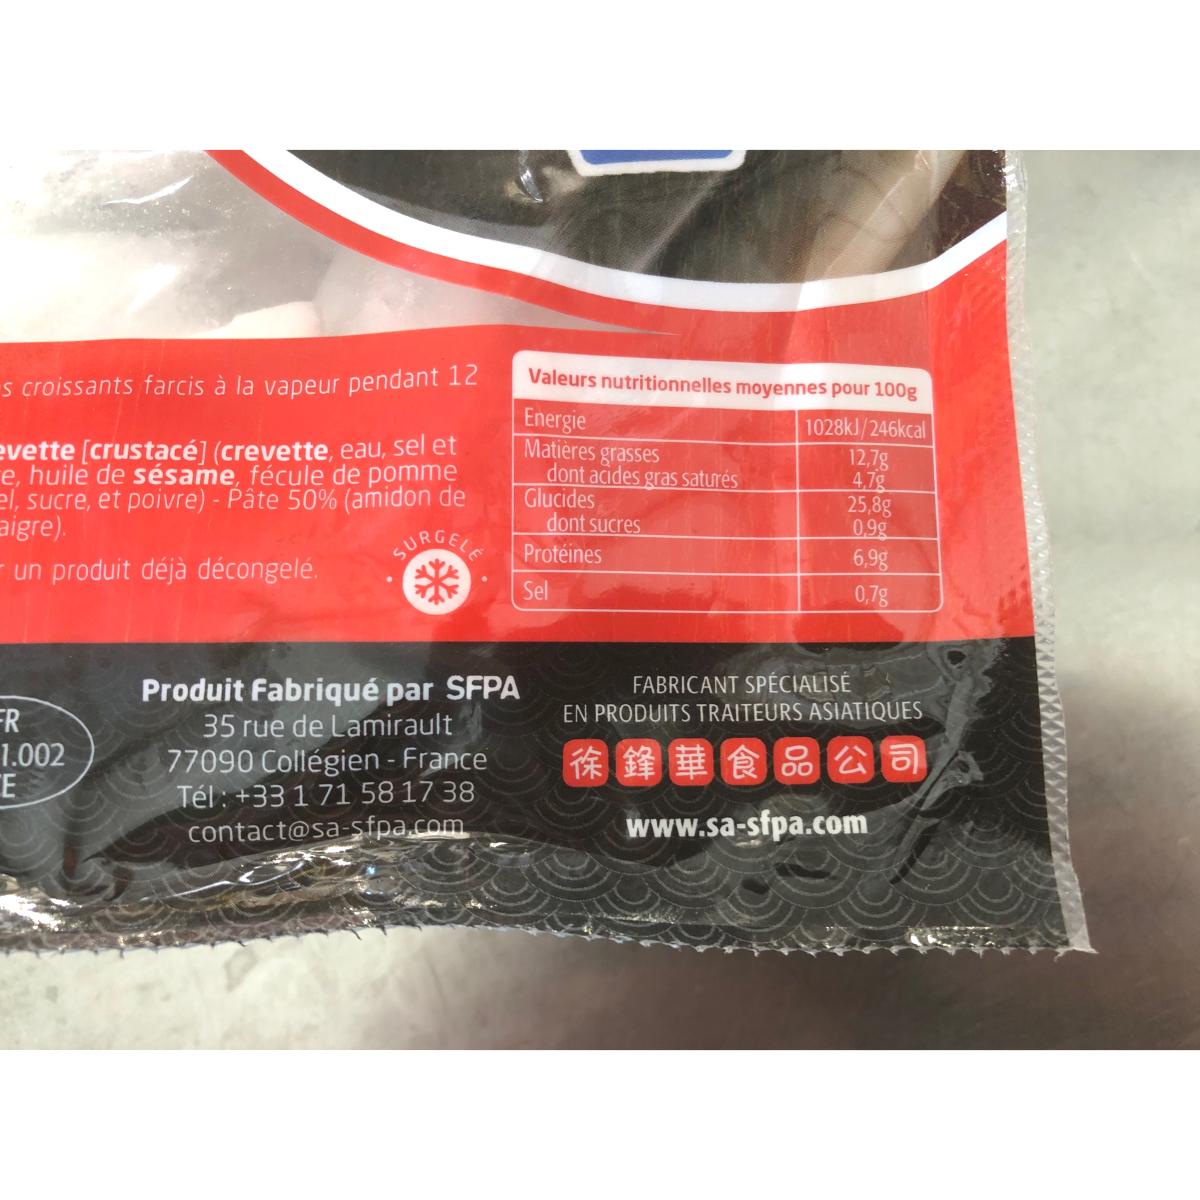 croissants farcis à la vapeur pendant 12
[crustacé] (crevette, eau, sel et
huile de sésame, fécule de pomme
sucre, et poivre) - Pâte 50% (amidon de
un produit déjà décongelé.
SURGELÉ
Valeurs nutritionnelles moyennes pour 100g
Energie 1028kJ/246kcal
Matières grasses 12,7g
dont acides gras saturés 4,7g
Glucides 25,8g
dont sucres 0,9g
Protéines 6,9g
Sel 0,7g
FR
1.002
Produit Fabriqué par SFPA
35 rue de Lamirault
77090 Collégien - France
Tél : +33 1 71 58 17 38
contact@sa-sfpa.com
FABRICANT SPÉCIALISÉ
EN PRODUITS TRAITEURS ASIATIQUES
徐鋒華食品公司
www.sa-sfpa.com